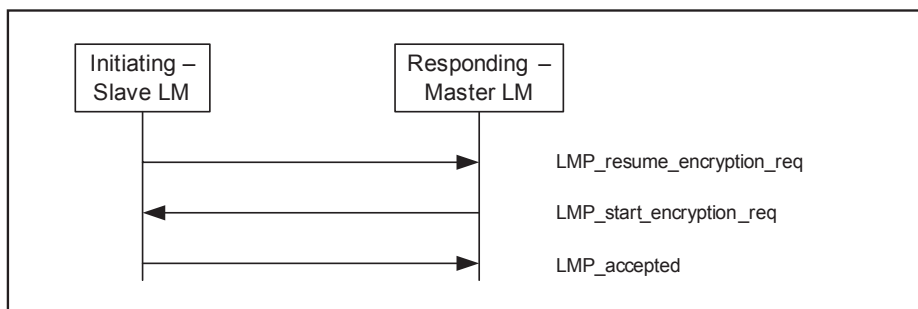 Initiating –
Slave LM
Responding –
Master LM
LMP_resume_encryption_req
LMP_start_encryption_req
LMP_accepted